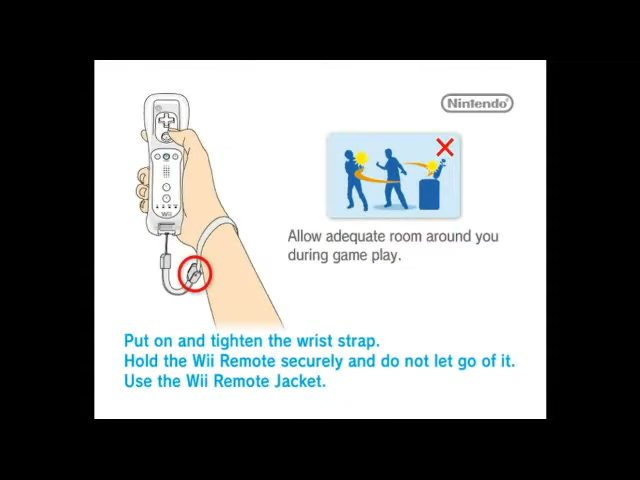 Nintendo
Wii
Allow adequate room around you
during game play.
Put on and tighten the wrist strap.
Hold the Wii Remote securely and do not let go of it.
Use the Wii Remote Jacket.